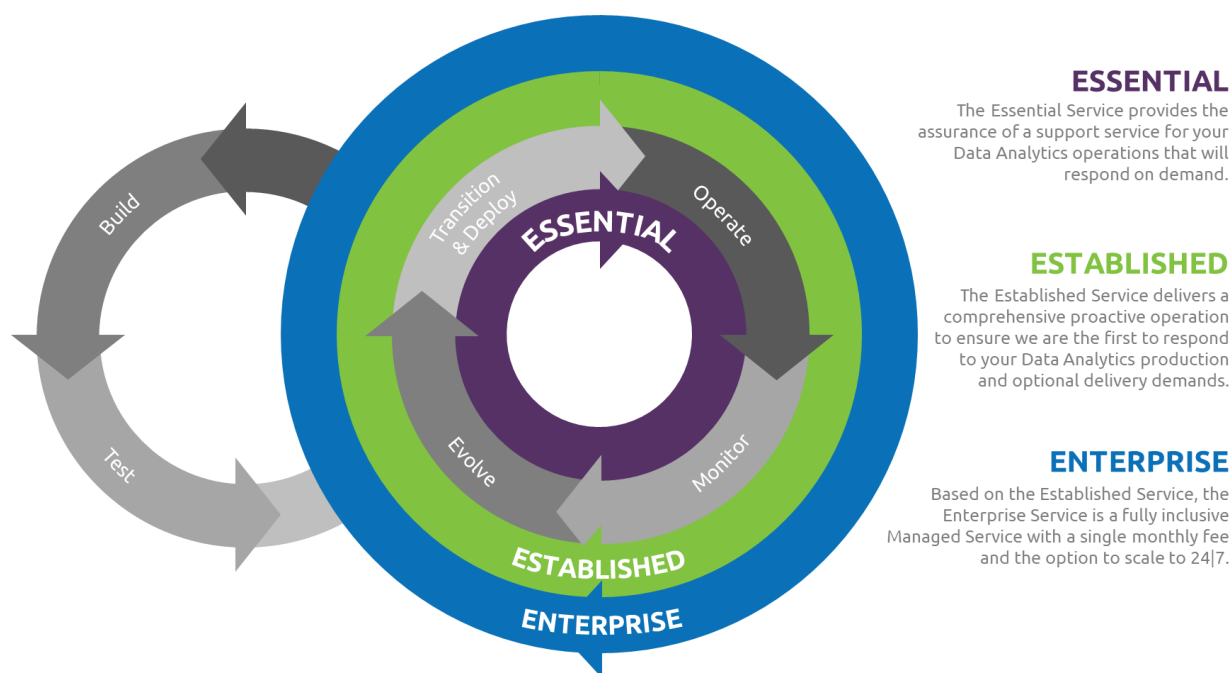 Build
Test
Transition
& Deploy
Operate
Monitor
Evolve
ESSENTIAL
ESTABLISHED
ENTERPRISE
ESSENTIAL
The Essential Service provides the
assurance of a support service for your
Data Analytics operations that will
respond on demand.
ESTABLISHED
The Established Service delivers a
comprehensive proactive operation
to ensure we are the first to respond
to your Data Analytics production
and optional delivery demands.
ENTERPRISE
Based on the Established Service, the
Enterprise Service is a fully inclusive
Managed Service with a single monthly fee
and the option to scale to 24|7.